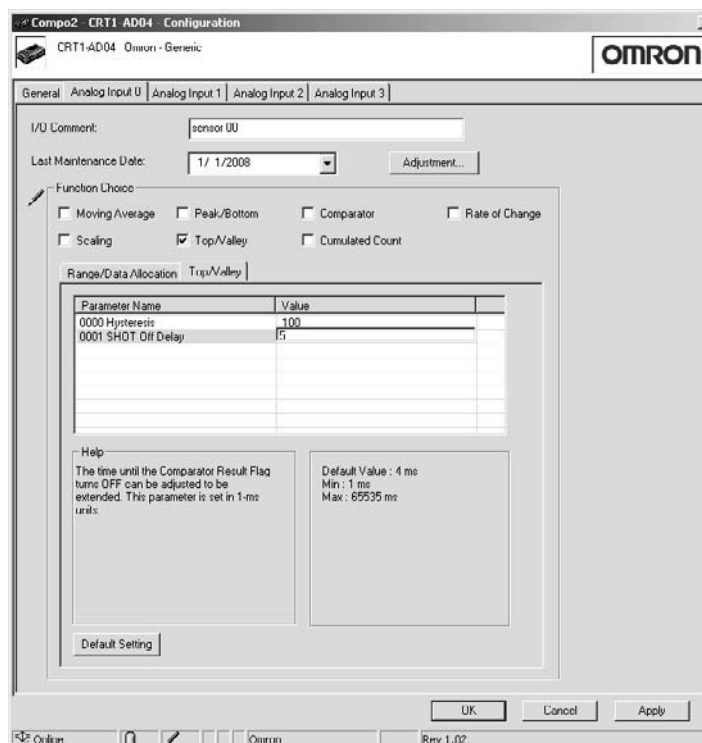 Compo2 - CRT1-AD04 - Configuration
CRT1-AD04 Omron - Generic
OMRON
General Analog Input 0 Analog Input 1 Analog Input 2 Analog Input 3
I/O Comment: sensor 00
Last Maintenance Date: 1/ 1/2008 Adjustment...
Function Choice
Moving Average Peak/Bottom Comparator Rate of Change
Scaling Top/Valley Cumulated Count
Range/Data Allocation Top/Valley
Parameter Name Value
0000 Hysteresis 100
0001 SHOT Off Delay 5
Help
The time until the Comparator Result Flag
turns OFF can be adjusted to be
extended. This parameter is set in 1-ms
units.
Default Value : 4 ms
Min : 1 ms
Max : 65535 ms
Default Setting
OK Cancel Apply
Online Omron Rev 1.02